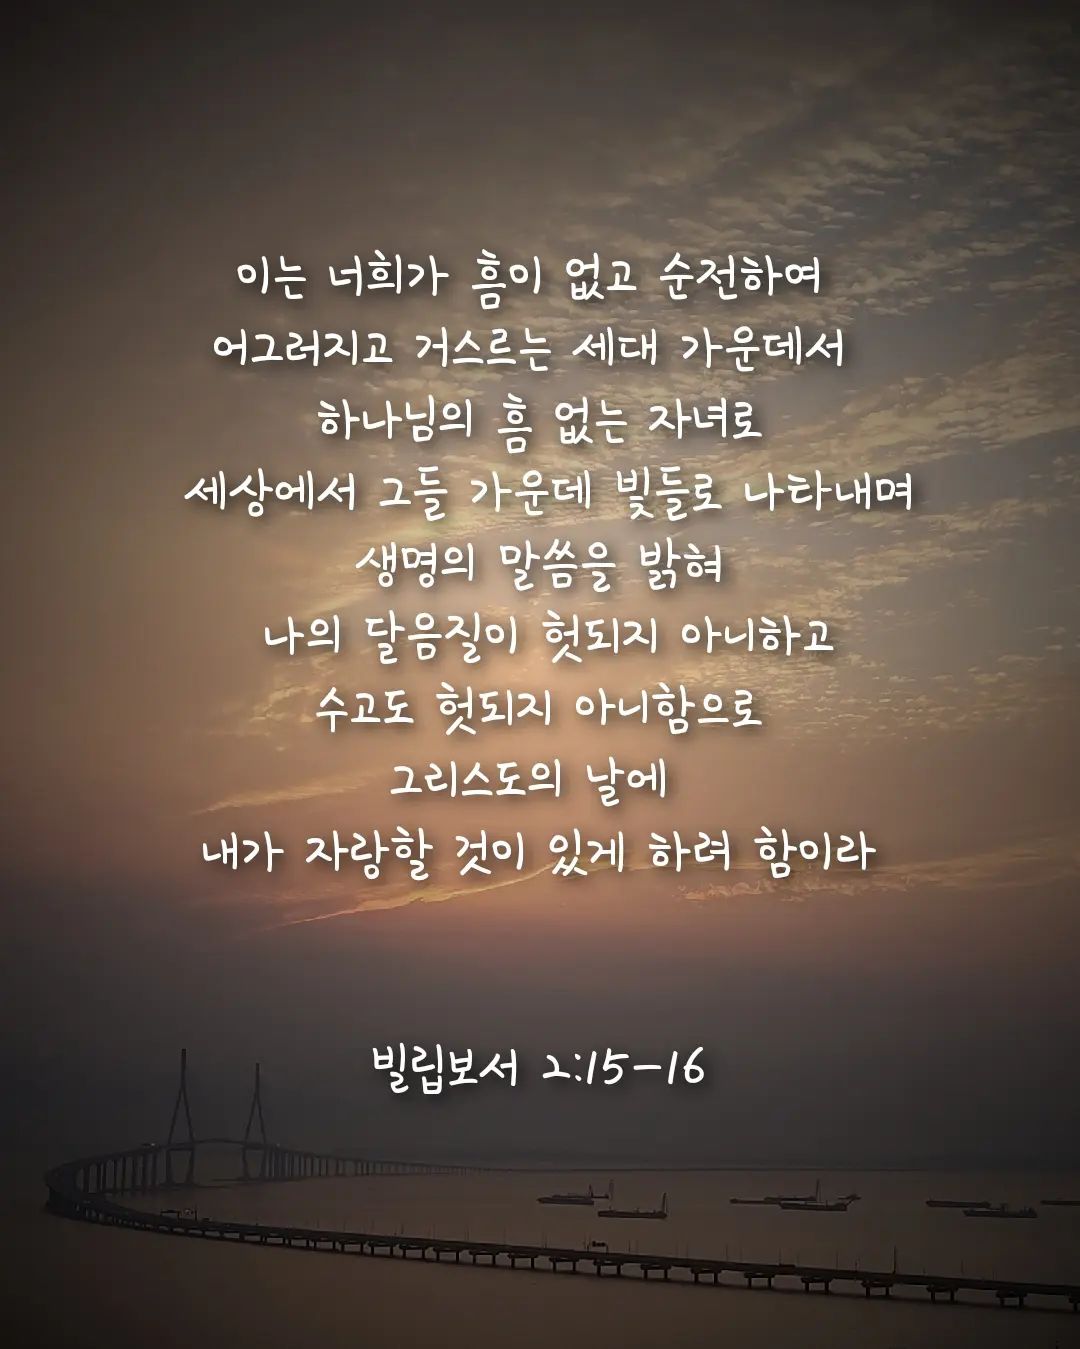 이는 너희가 흠이 없고 순전하여
어그러지고 거스르는 세대 가운데서
하나님의 흠 없는 자녀로
세상에서 그들 가운데 빛들로 나타내며
생명의 말씀을 밝혀
나의 달음질이 헛되지 아니하고
수고도 헛되지 아니함으로
그리스도의 날에
내가 자랑할 것이 있게 하려 함이라
빌립보서 2:15-16